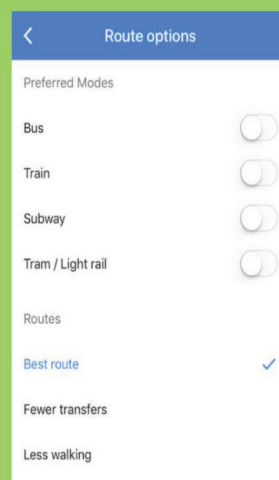 Route options
Preferred Modes
Bus
Train
Subway
Tram / Light rail
Routes
Best route
Fewer transfers
Less walking